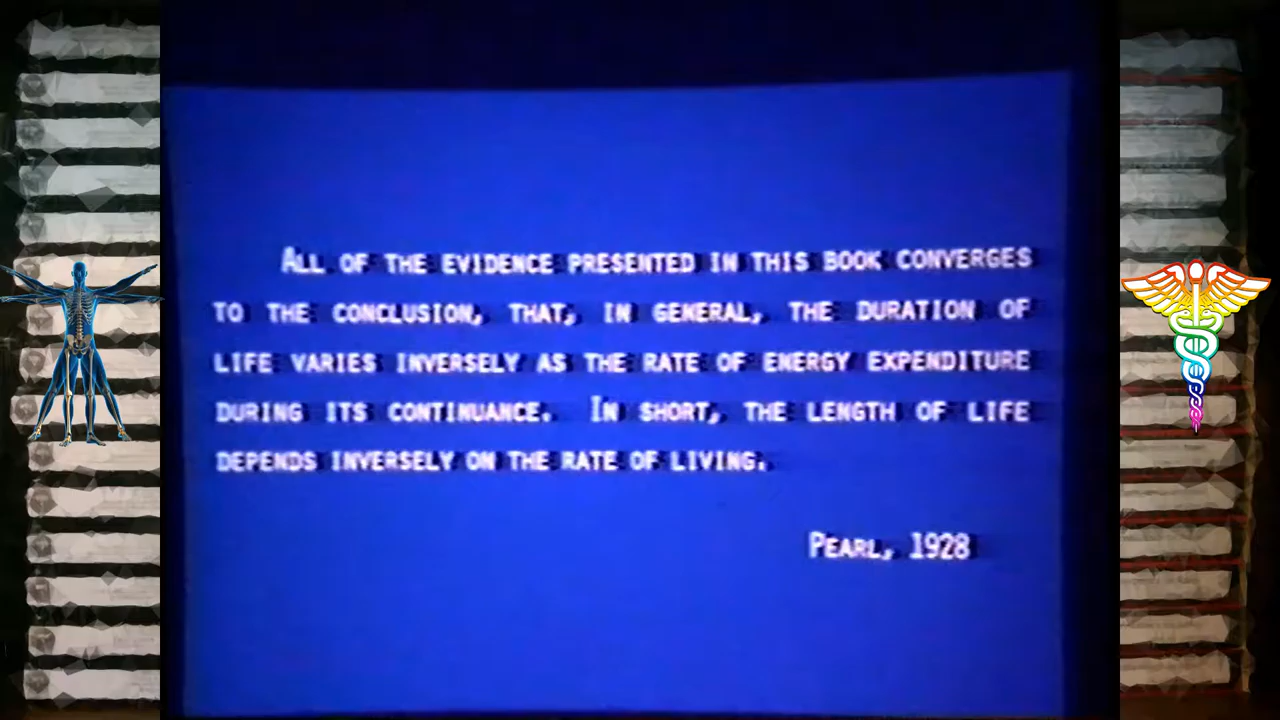 All of the evidence presented in this book converges
to the conclusion, that, in general, the duration of
life varies inversely as the rate of energy expenditure
during its continuance. In short, the length of life
depends inversely on the rate of living.
Pearl, 1928